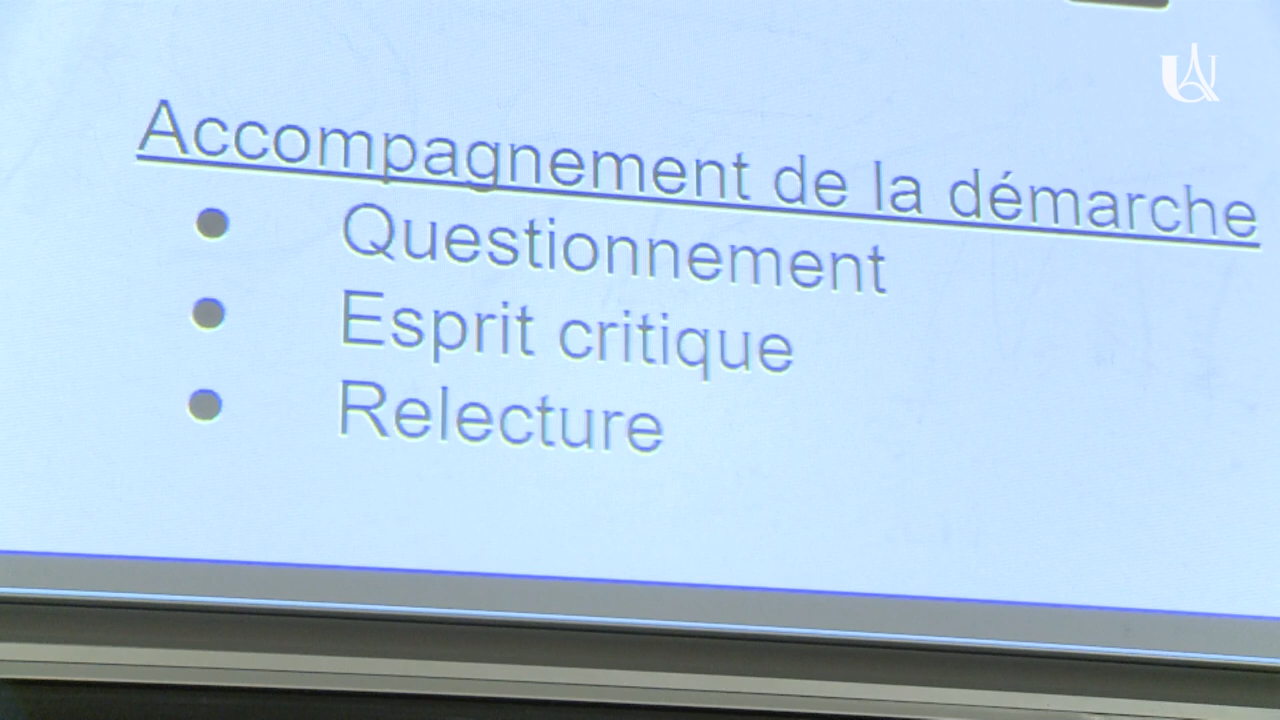 Accompagnement de la démarche
● Questionnement
● Esprit critique
● Relecture